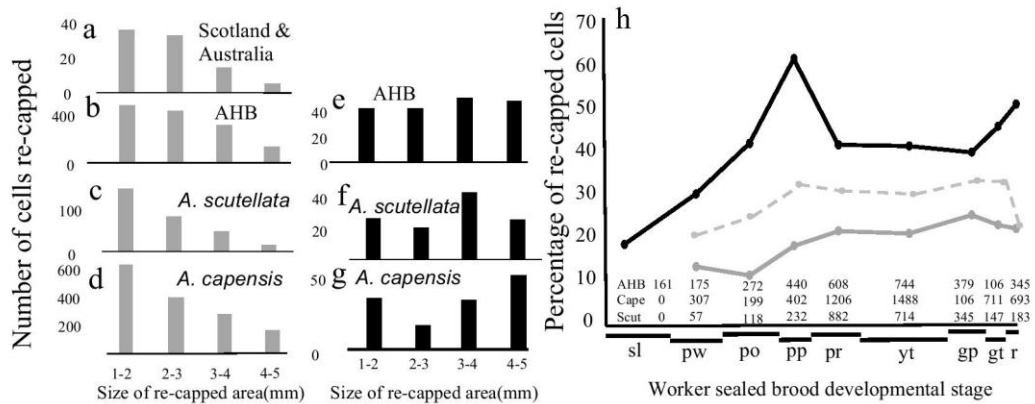 Number of cells re-capped
a
Scotland &
Australia
40
20
0
b
AHB
400
0
c
A. scutellata
100
0
d
A. capensis
600
400
200
1-2 2-3 3-4 4-5
Size of re-capped area(mm)
e
AHB
40
20
0
f
A. scutellata
40
20
0
g
A. capensis
50
0
1-2 2-3 3-4 4-5
Size of re-capped area(mm)
h
Percentage of re-capped cells
70
60
50
40
30
20
10
0
AHB 161 175 272 440 608 744 379 106 345
Cape 0 307 199 402 1206 1488 106 711 693
Scut 0 57 118 232 882 714 345 147 183
sl pw po pp pr yt gp gt r
Worker sealed brood developmental stage